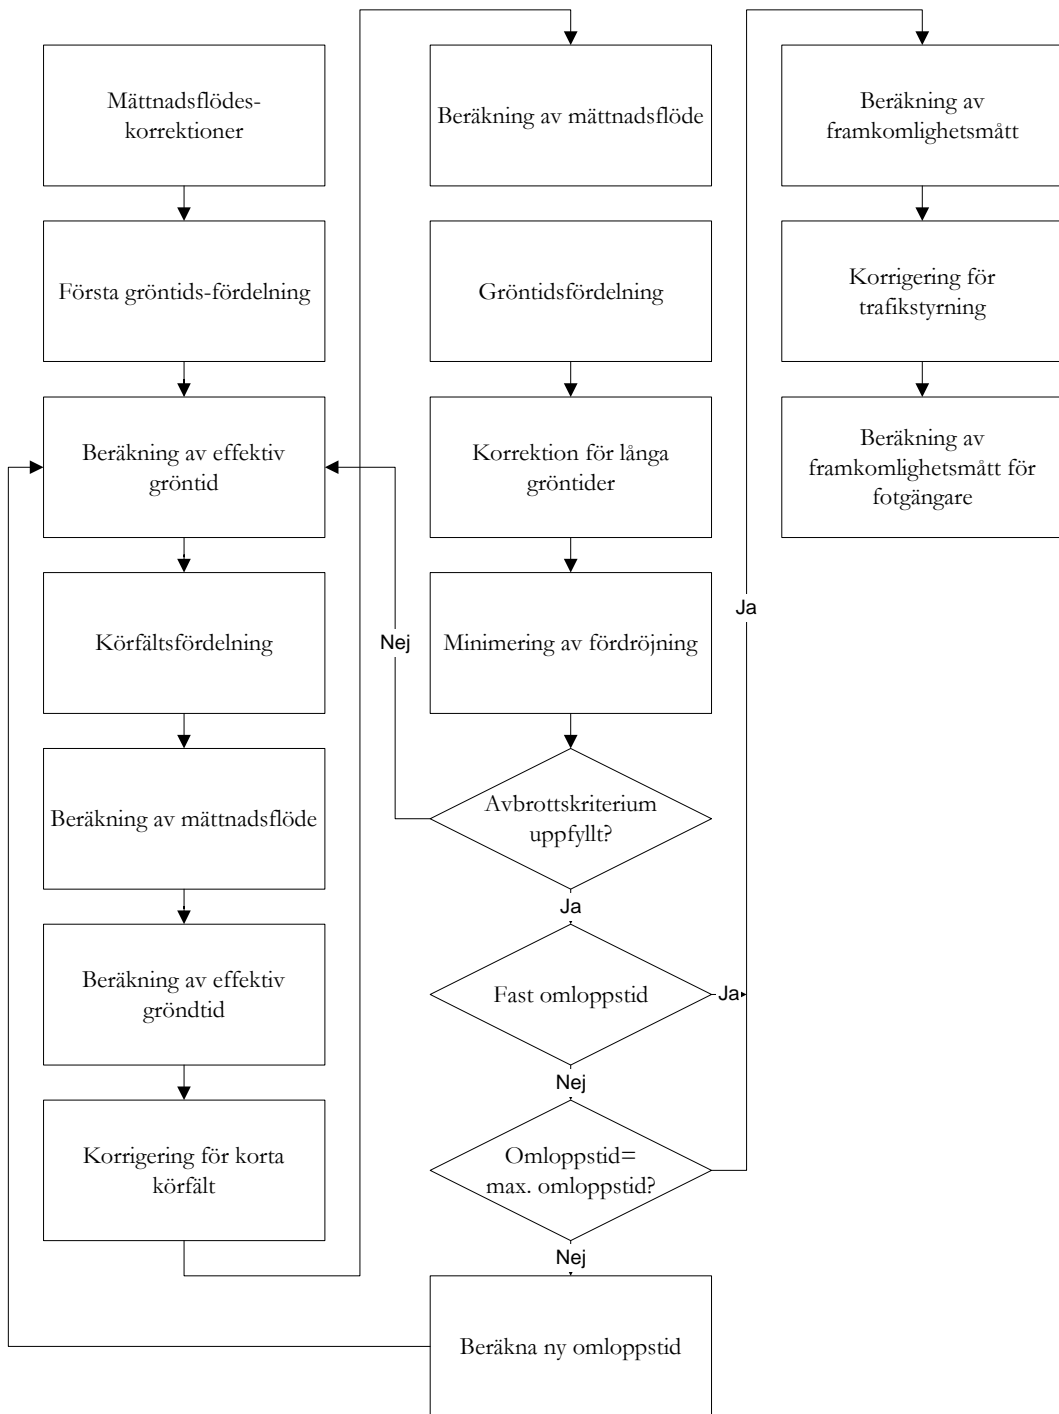 Mättnadsflödes-
korrektioner
Första gröntids-fördelning
Beräkning av effektiv
gröntid
Körfältsfördelning
Beräkning av mättnadsflöde
Beräkning av effektiv
gröndtid
Korrigering för korta
körfält
Beräkning av mättnadsflöde
Gröntidsfördelning
Korrektion för långa
gröntider
Minimering av fördröjning
Nej
Avbrottskriterium
uppfyllt?
Ja
Fast omloppstid
Ja
Nej
Omloppstid=
max. omloppstid?
Nej
Beräkna ny omloppstid
Ja
Beräkning av
framkomlighetsmått
Korrigering för
trafikstyrning
Beräkning av
framkomlighetsmått för
fotgängare